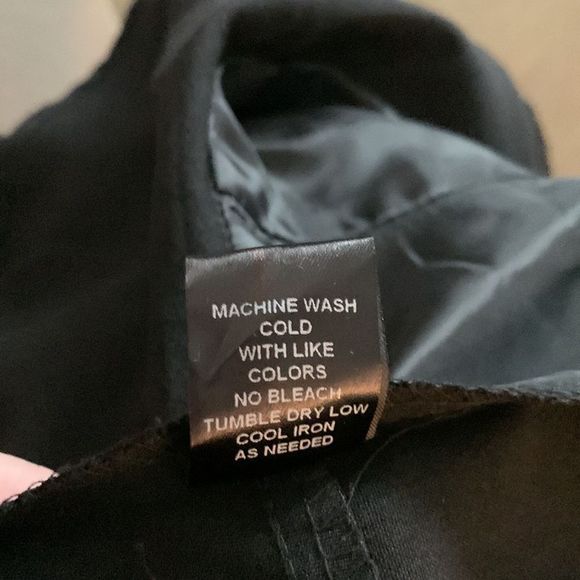 MACHINE WASH
COLD
WITH LIKE
COLORS
NO BLEACH
TUMBLE DRY LOW
COOL IRON
AS NEEDED